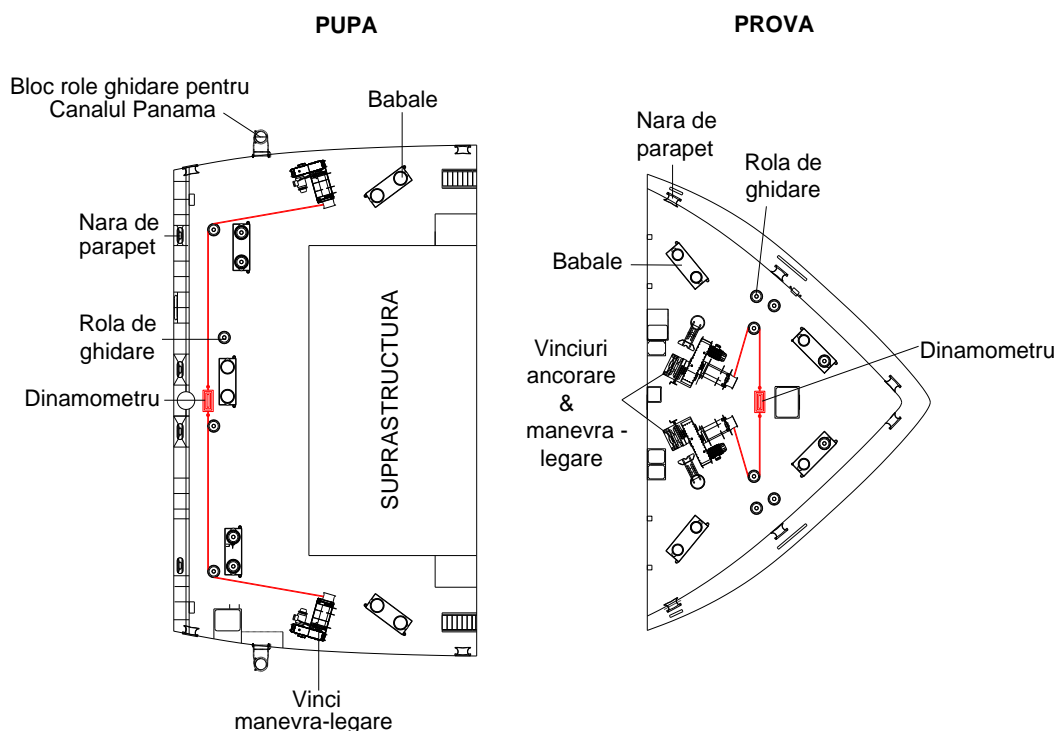 PUPA
Bloc role ghidare pentru
Canalul Panama
Babale
Nara de
parapet
Rola de
ghidare
Dinamometru
SUPRASTRUCTURA
Vinci
manevra-legare
PROVA
Nara de
parapet
Rola de
ghidare
Babale
Vinciuri
ancorare
&
manevra -
legare
Dinamometru